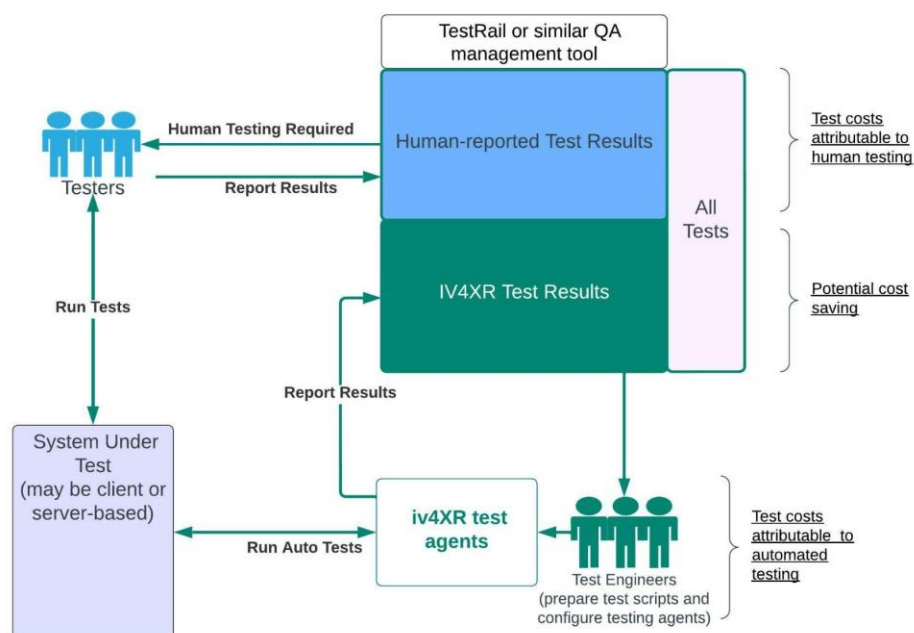 TestRail or similar QA
management tool
Human Testing Required
Human-reported Test Results
Test costs
attributable to
human testing
Testers
Report Results
All
Tests
IV4XR Test Results
Potential cost
saving
Run Tests
Report Results
System Under
Test
(may be client or
server-based)
iv4XR test
agents
Run Auto Tests
Test Engineers
(prepare test scripts and
configure testing agents)
Test costs
attributable  to
automated
testing